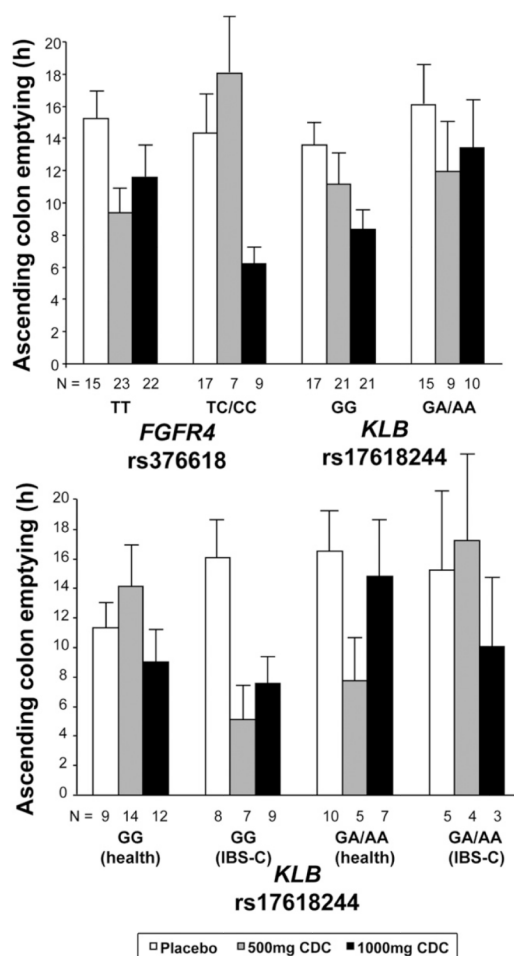 Ascending colon emptying (h)
20
18
16
14
12
10
8
6
4
2
0
N = 15 23 22 17 7 9 17 21 21 15 9 10
TT TC/CC GG GA/AA
FGFR4 KLB
rs376618 rs17618244
Ascending colon emptying (h)
20
18
16
14
12
10
8
6
4
2
0
N = 9 14 12 8 7 9 10 5 7 5 4 3
GG GG GA/AA GA/AA
(health) (IBS-C) (health) (IBS-C)
KLB
rs17618244
Placebo 500mg CDC 1000mg CDC